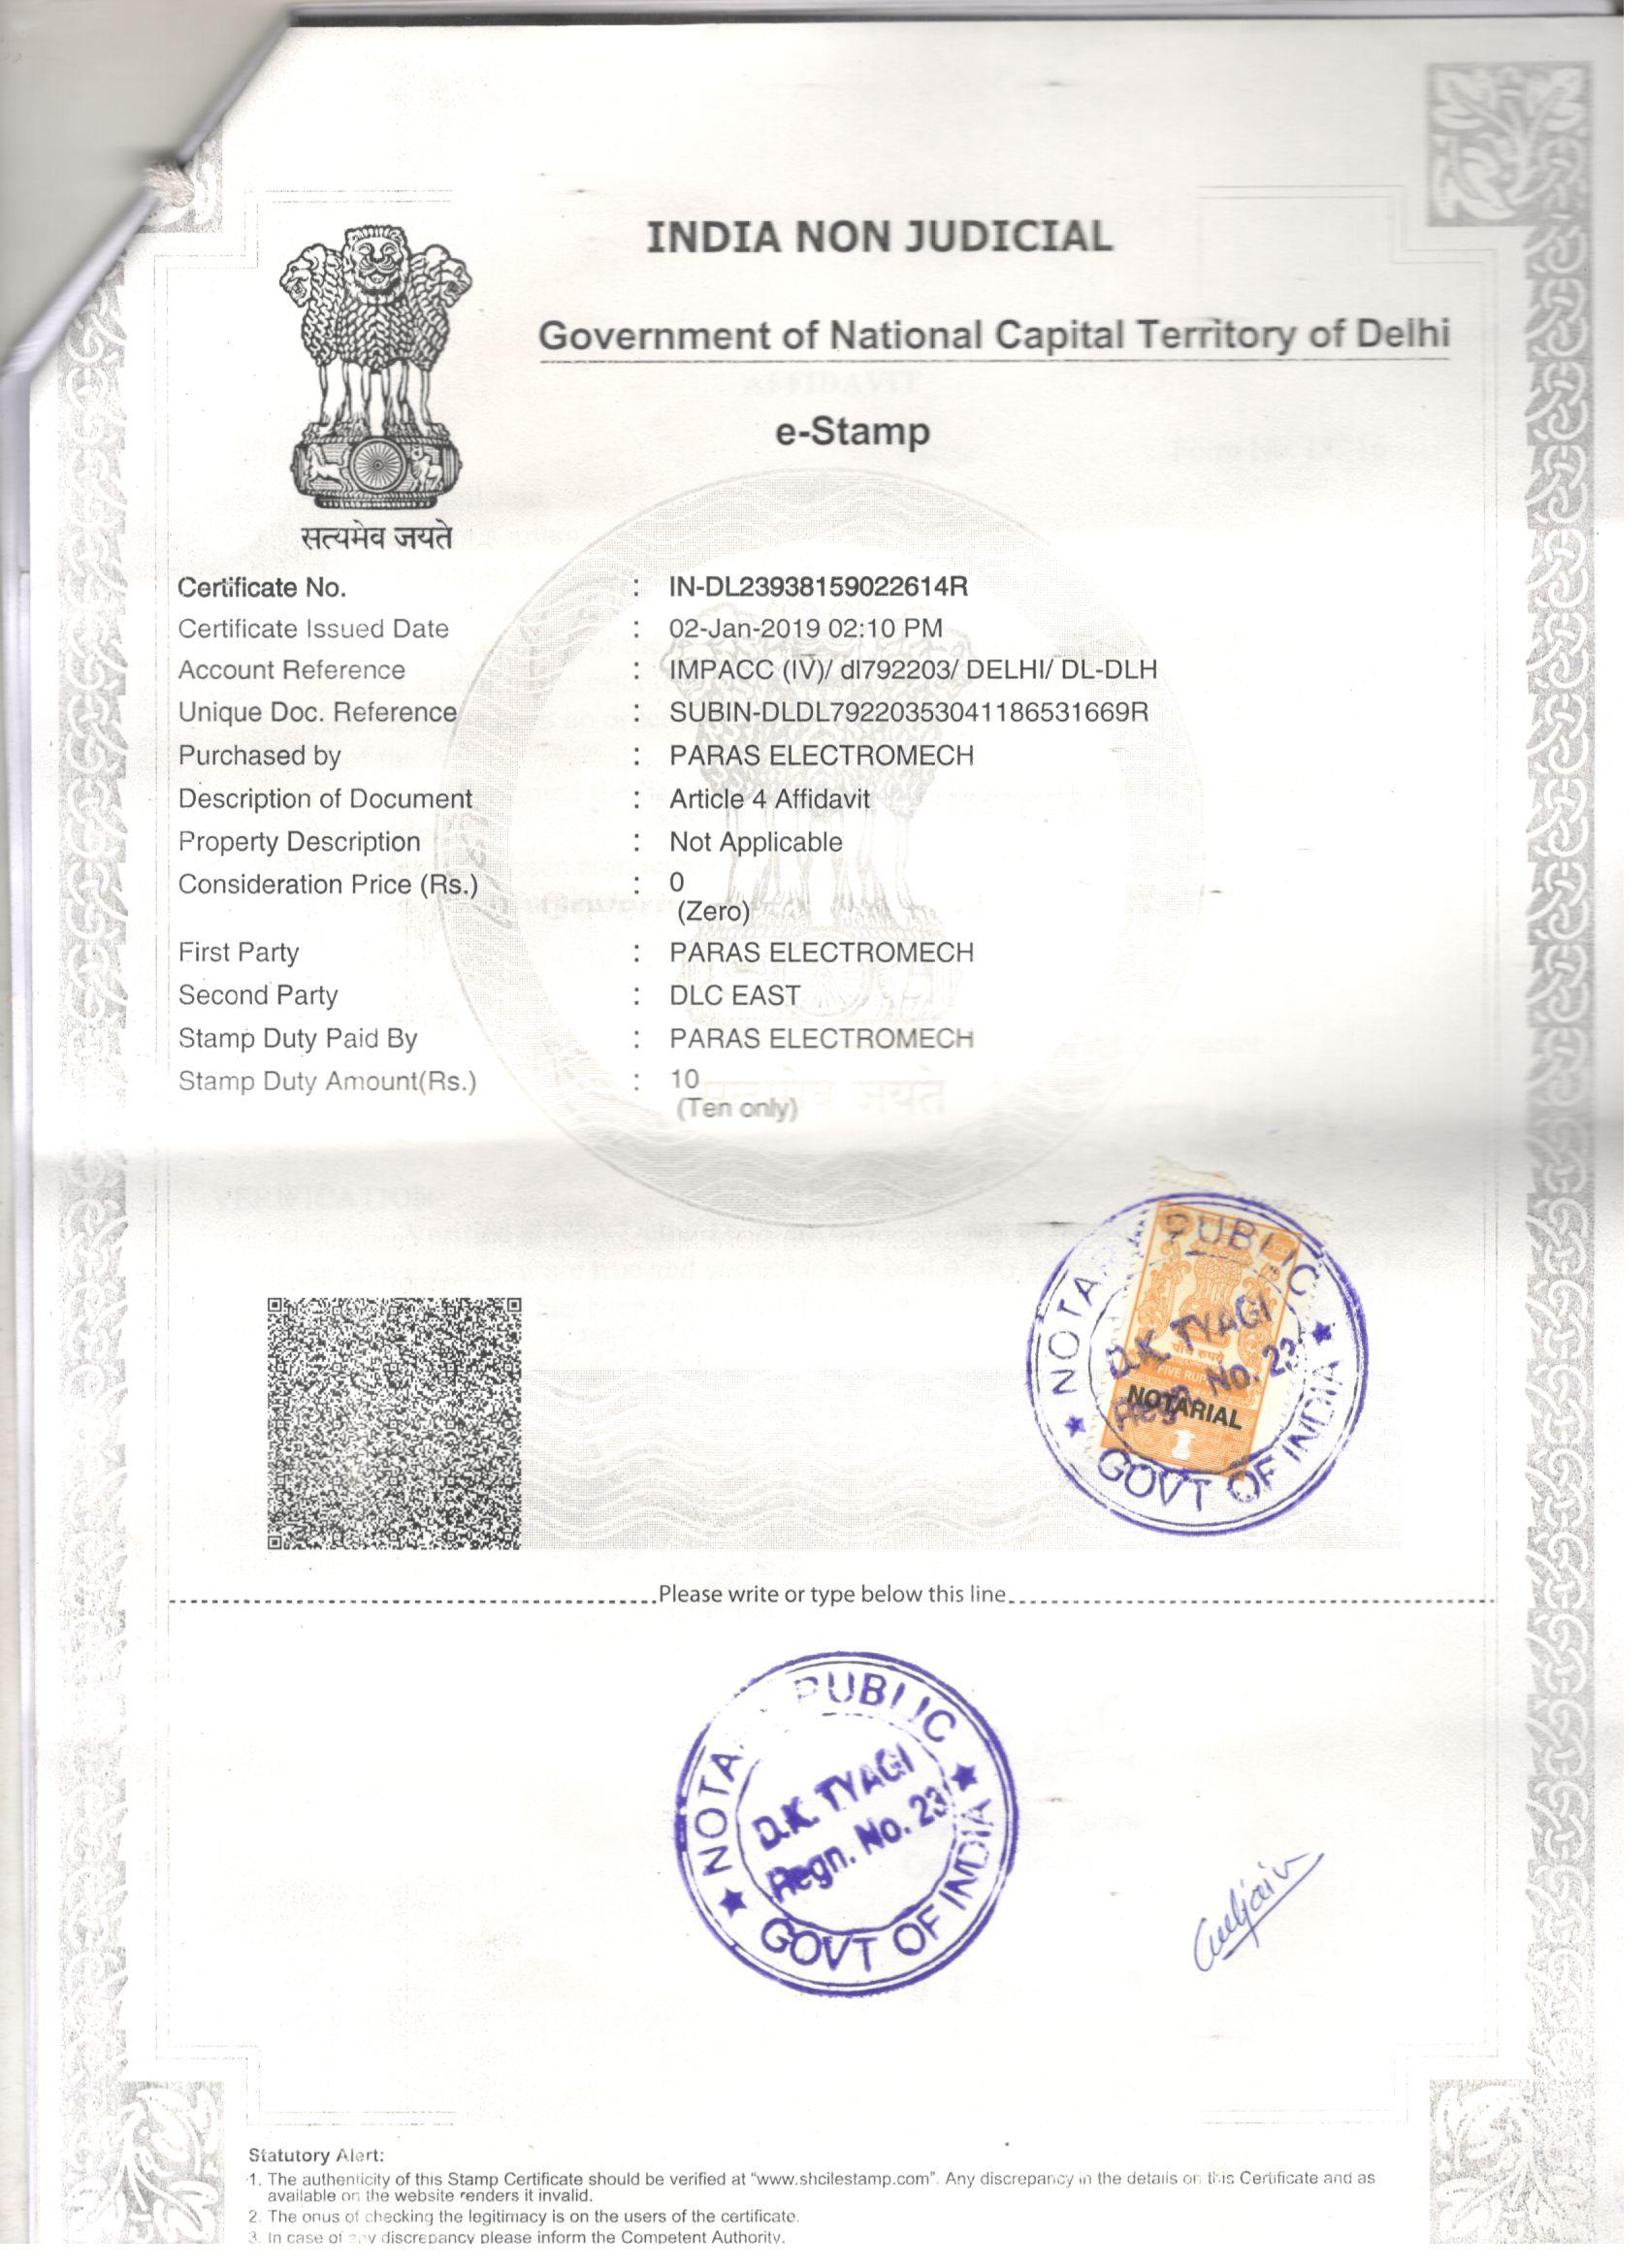 INDIA NON JUDICIAL
Government of National Capital Territory of Delhi
e-Stamp
सत्यमेव जयते
Certificate No. : IN-DL23938159022614R
Certificate Issued Date : 02-Jan-2019 02:10 PM
Account Reference : IMPACC (IV)/ dl792203/ DELHI/ DL-DLH
Unique Doc. Reference : SUBIN-DLDL79220353041186531669R
Purchased by : PARAS ELECTROMECH
Description of Document : Article 4 Affidavit
Property Description : Not Applicable
Consideration Price (Rs.) : 0
(Zero)
First Party : PARAS ELECTROMECH
Second Party : DLC EAST
Stamp Duty Paid By : PARAS ELECTROMECH
Stamp Duty Amount(Rs.) : 10
(Ten only)
सत्यमेव जयते
NOTARY PUBLIC
D.K. TYAGI
Regn. No. 23
NOTARIAL
GOVT OF INDIA
Please write or type below this line
NOTARY PUBLIC
D.K. TYAGI
Regn. No. 23
GOVT OF INDIA
Statutory Alert:
1. The authenticity of this Stamp Certificate should be verified at "www.shcilestamp.com". Any discrepancy in the details on this Certificate and as
available on the website renders it invalid.
2. The onus of checking the legitimacy is on the users of the certificate.
3. In case of any discrepancy please inform the Competent Authority.